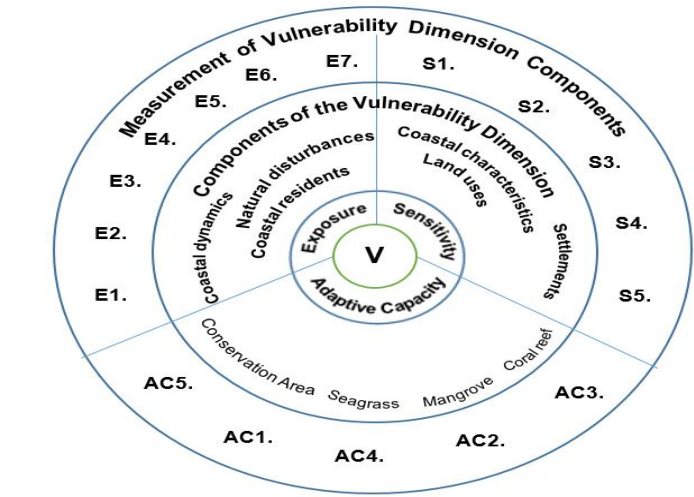 Measurement of Vulnerability Dimension Components
E1.
E2.
E3.
E4.
E5.
E6.
E7.
S1.
S2.
S3.
S4.
S5.
AC3.
AC2.
AC4.
AC1.
AC5.
Components of the Vulnerability Dimension
Coastal dynamics
Natural disturbances
Coastal residents
Coastal characteristics
Land uses
Settlements
Conservation Area
Seagrass
Mangrove
Coral reef
Exposure
Sensitivity
Adaptive Capacity
V